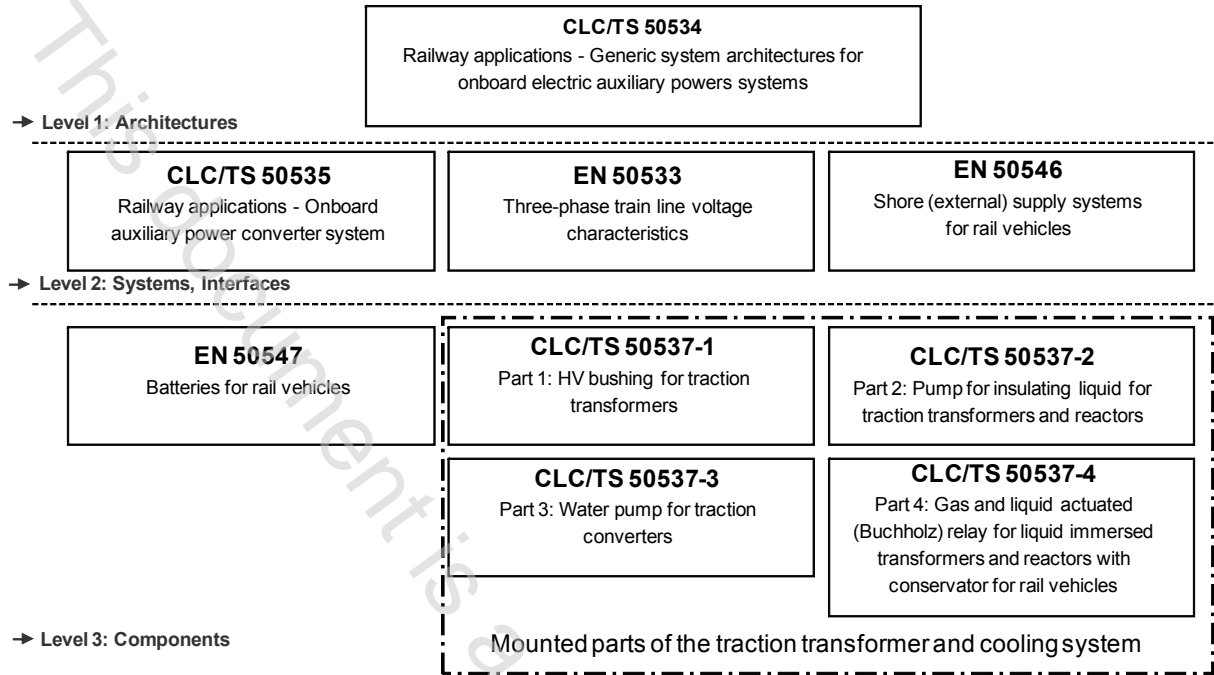 CLC/TS 50534
Railway applications - Generic system architectures for
onboard electric auxiliary powers systems
Level 1: Architectures
CLC/TS 50535
Railway applications - Onboard
auxiliary power converter system
EN 50533
Three-phase train line voltage
characteristics
EN 50546
Shore (external) supply systems
for rail vehicles
Level 2: Systems, Interfaces
EN 50547
Batteries for rail vehicles
CLC/TS 50537-1
Part 1: HV bushing for traction
transformers
CLC/TS 50537-2
Part 2: Pump for insulating liquid for
traction transformers and reactors
CLC/TS 50537-3
Part 3: Water pump for traction
converters
CLC/TS 50537-4
Part 4: Gas and liquid actuated
(Buchholz) relay for liquid immersed
transformers and reactors with
conservator for rail vehicles
Level 3: Components
Mounted parts of the traction transformer and cooling system
This document is a